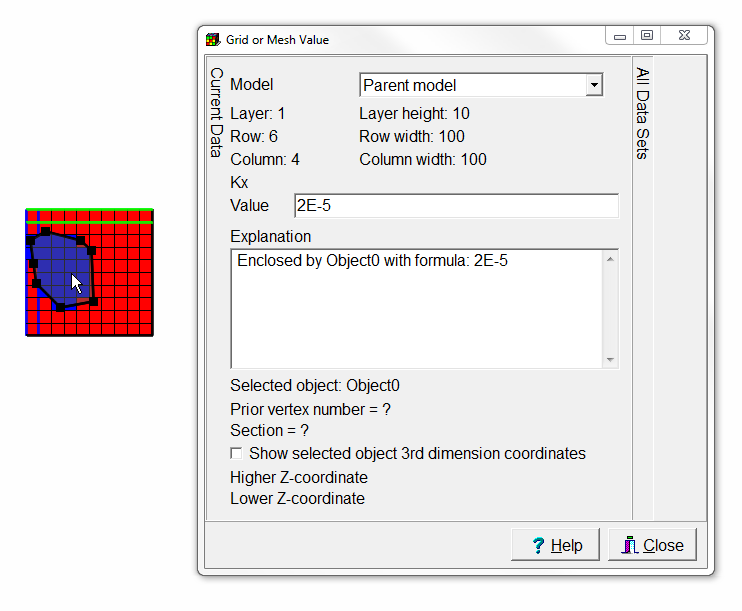 Grid or Mesh Value
Current Data
All Data Sets
Model Parent model
Layer: 1 Layer height: 10
Row: 6 Row width: 100
Column: 4 Column width: 100
Kx
Value 2E-5
Explanation
Enclosed by Object0 with formula: 2E-5
Selected object: Object0
Prior vertex number = ?
Section = ?
Show selected object 3rd dimension coordinates
Higher Z-coordinate
Lower Z-coordinate
? Help Close